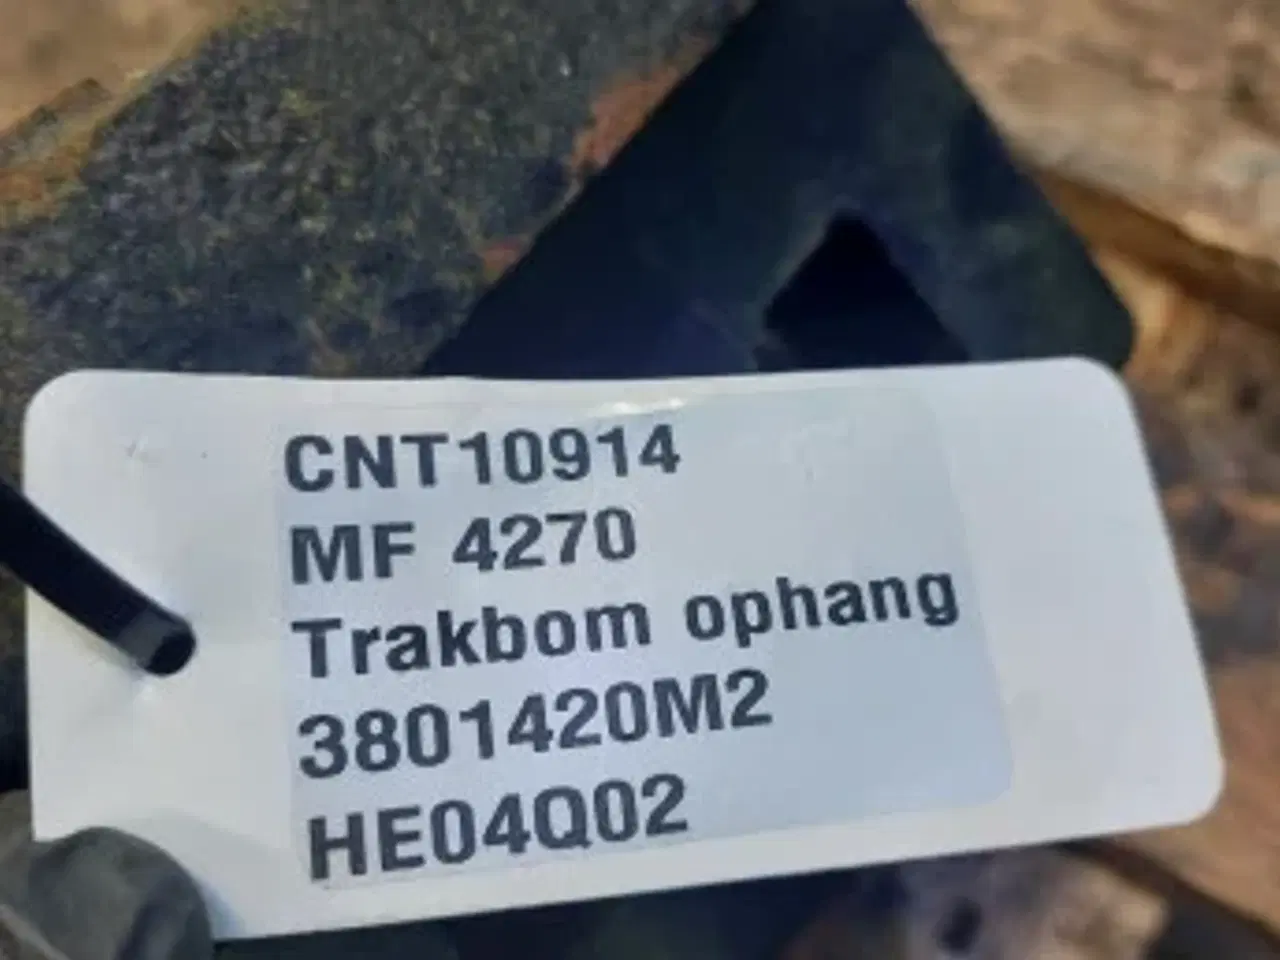 CNT10914
MF 4270
Trakbom ophang
3801420M2
HE04Q02